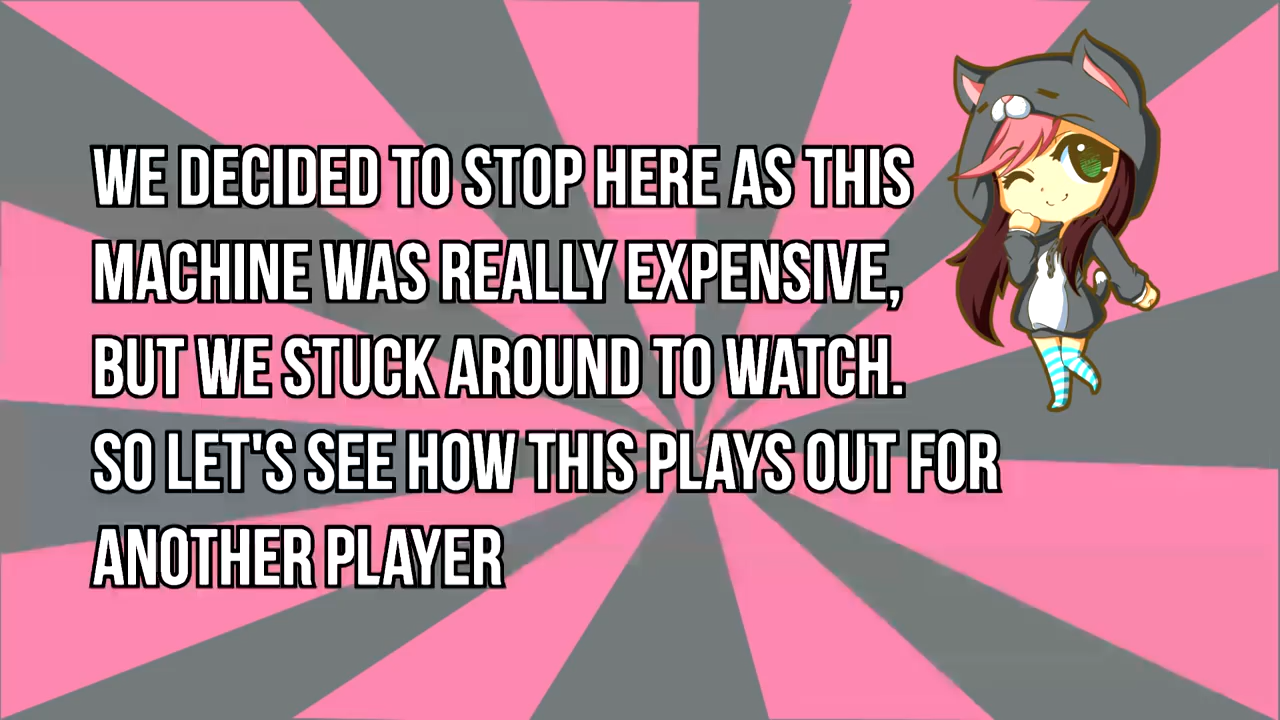 WE DECIDED TO STOP HERE AS THIS
MACHINE WAS REALLY EXPENSIVE,
BUT WE STUCK AROUND TO WATCH.
SO LET'S SEE HOW THIS PLAYS OUT FOR
ANOTHER PLAYER